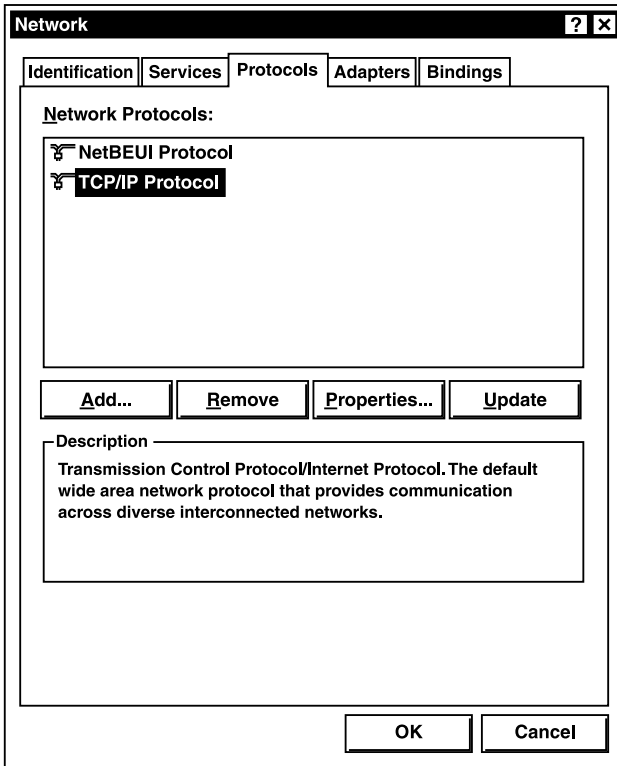 Network
Identification Services Protocols Adapters Bindings
Network Protocols:
NetBEUI Protocol
TCP/IP Protocol
Add... Remove Properties... Update
Description
Transmission Control Protocol/Internet Protocol. The default
wide area network protocol that provides communication
across diverse interconnected networks.
OK Cancel